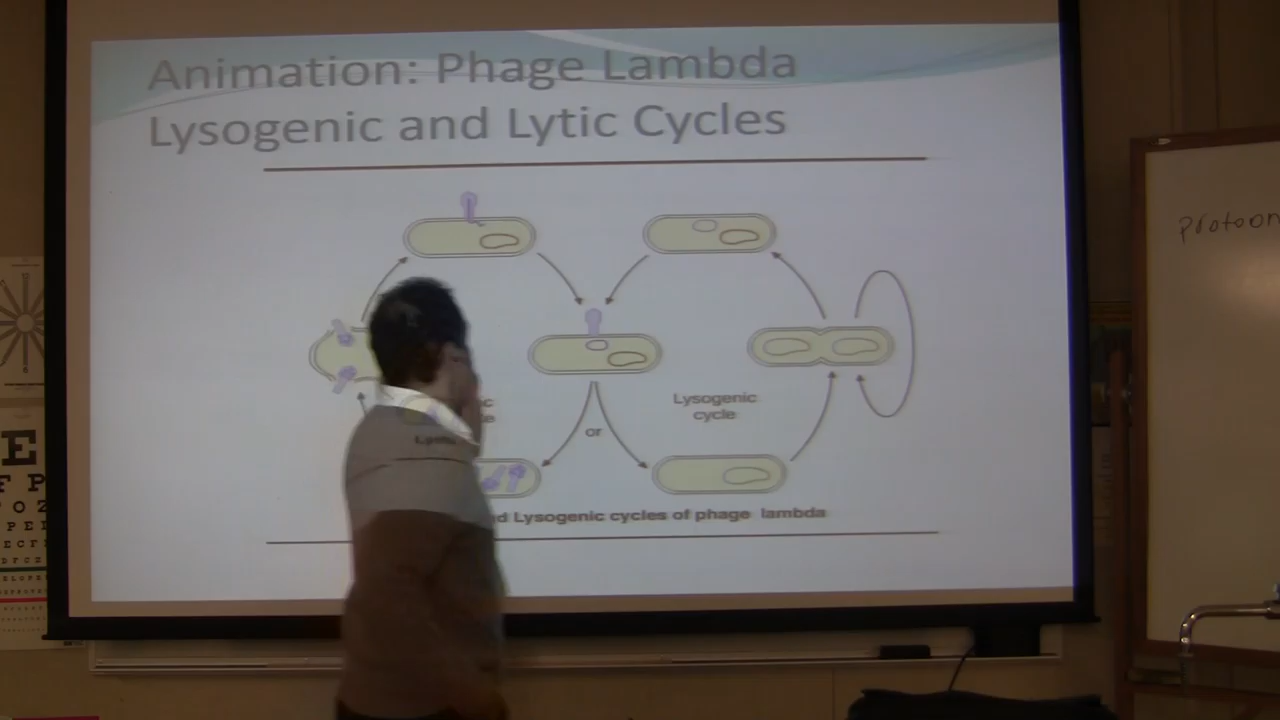 Animation: Phage Lambda
Lysogenic and Lytic Cycles
Lysogenic
cycle
or
Lysogenic cycles of phage lambda
E
F P
O Z